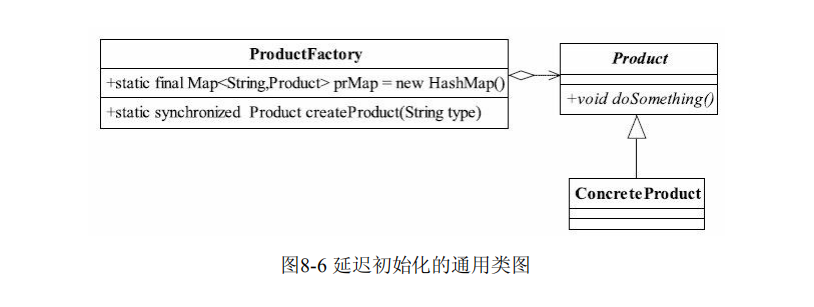 ProductFactory
+static final Map<String,Product> prMap = new HashMap()
+static synchronized Product createProduct(String type)
Product
+void doSomething()
ConcreteProduct
图8-6 延迟初始化的通用类图